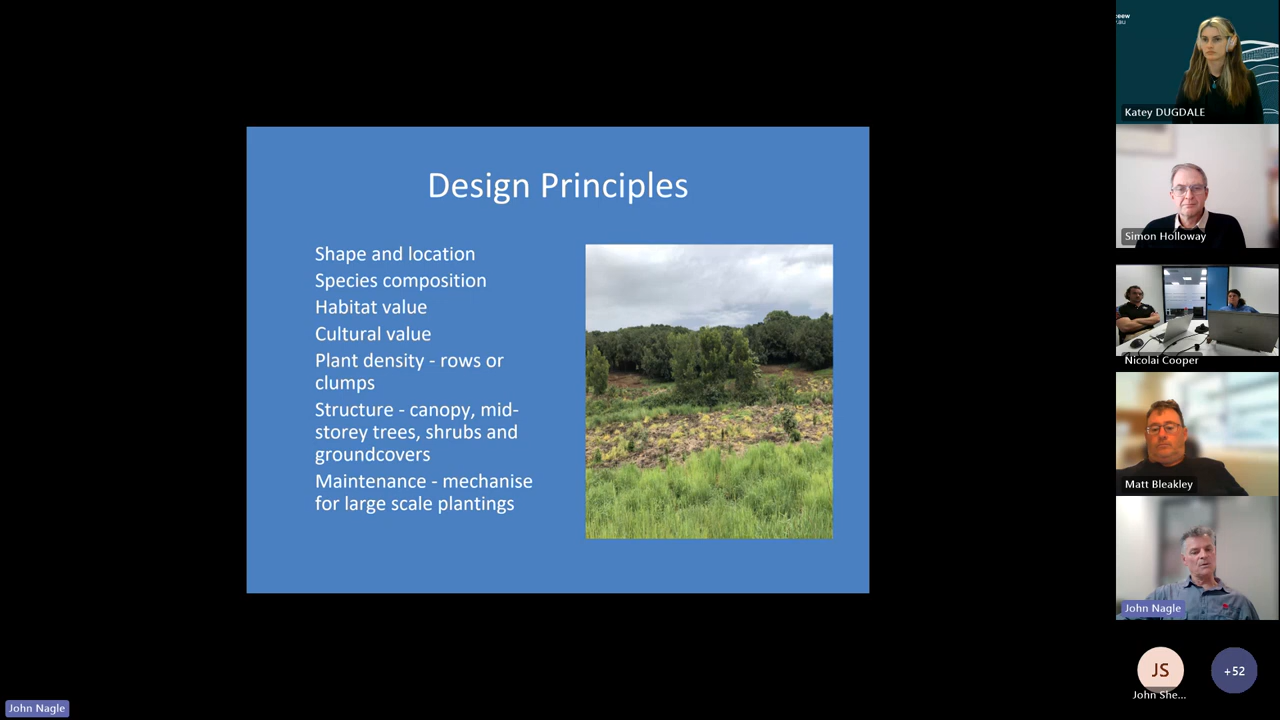 Design Principles
Shape and location
Species composition
Habitat value
Cultural value
Plant density - rows or
clumps
Structure - canopy, mid-
storey trees, shrubs and
groundcovers
Maintenance - mechanise
for large scale plantings
Katey DUGDALE
Simon Holloway
Nicolai Cooper
Matt Bleakley
John Nagle
JS
John She...
+52
John Nagle